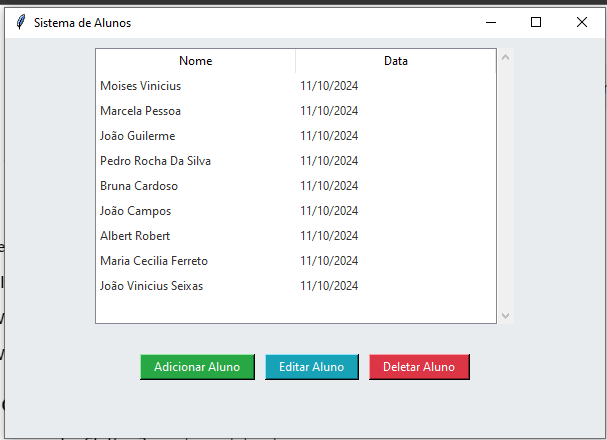 Sistema de Alunos
Nome Data
Moises Vinicius 11/10/2024
Marcela Pessoa 11/10/2024
João Guilerme 11/10/2024
Pedro Rocha Da Silva 11/10/2024
Bruna Cardoso 11/10/2024
João Campos 11/10/2024
Albert Robert 11/10/2024
Maria Cecilia Ferreto 11/10/2024
João Vinicius Seixas 11/10/2024
Adicionar Aluno Editar Aluno Deletar Aluno